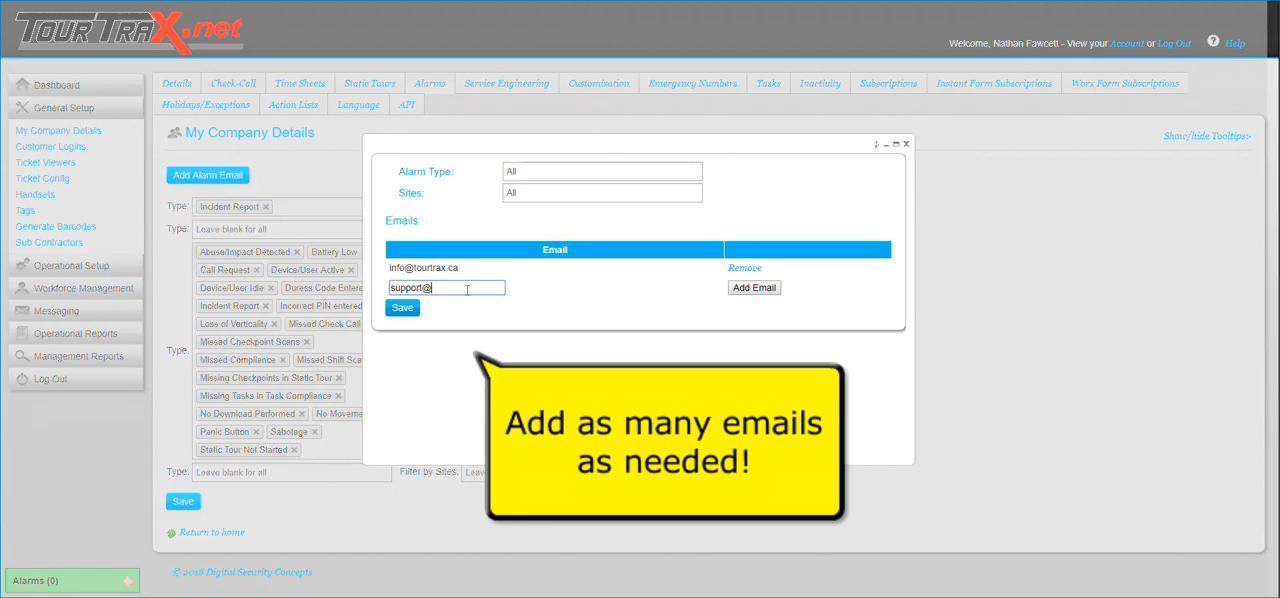 TOURTRAX.net
Welcome, Nathan Fawcett - View your Account or Log Out
Help
Dashboard
General Setup
My Company Details
Customer Logins
Ticket Viewers
Ticket Config
Handsets
Tags
Generate Barcodes
Sub Contractors
Operational Setup
Workforce Management
Messaging
Operational Reports
Management Reports
Log Out
Alarms (0)
Details Check-Call Time Sheets Static Tours Alarms Service Engineering Customisation Emergency Numbers Tasks Inactivity Subscriptions Instant Form Subscriptions Worx Form Subscriptions
Holidays/Exceptions Action Lists Language API
My Company Details
Show/hide Tooltips>
Add Alarm Email
Type: Incident Report ×
Type: Leave blank for all
Type:
Abuse/Impact Detected × Battery Low
Call Request × Device/User Active ×
Device/User Idle × Duress Code Entere
Incident Report × Incorrect PIN entered
Loss of Verticality × Missed Check Call
Missed Checkpoint Scans ×
Missed Compliance × Missed Shift Sca
Missing Checkpoints in Static Tour ×
Missing Tasks In Task Compliance ×
No Download Performed × No Moveme
Panic Button × Sabotage ×
Static Tour Not Started ×
Type: Leave blank for all Filter by Sites: Leav
Save
Return to home
© 2016 Digital Security Concepts
Alarm Type: All
Sites: All
Emails:
Email
info@tourtrax.ca Remove
support@ Add Email
Save
Add as many emails
as needed!